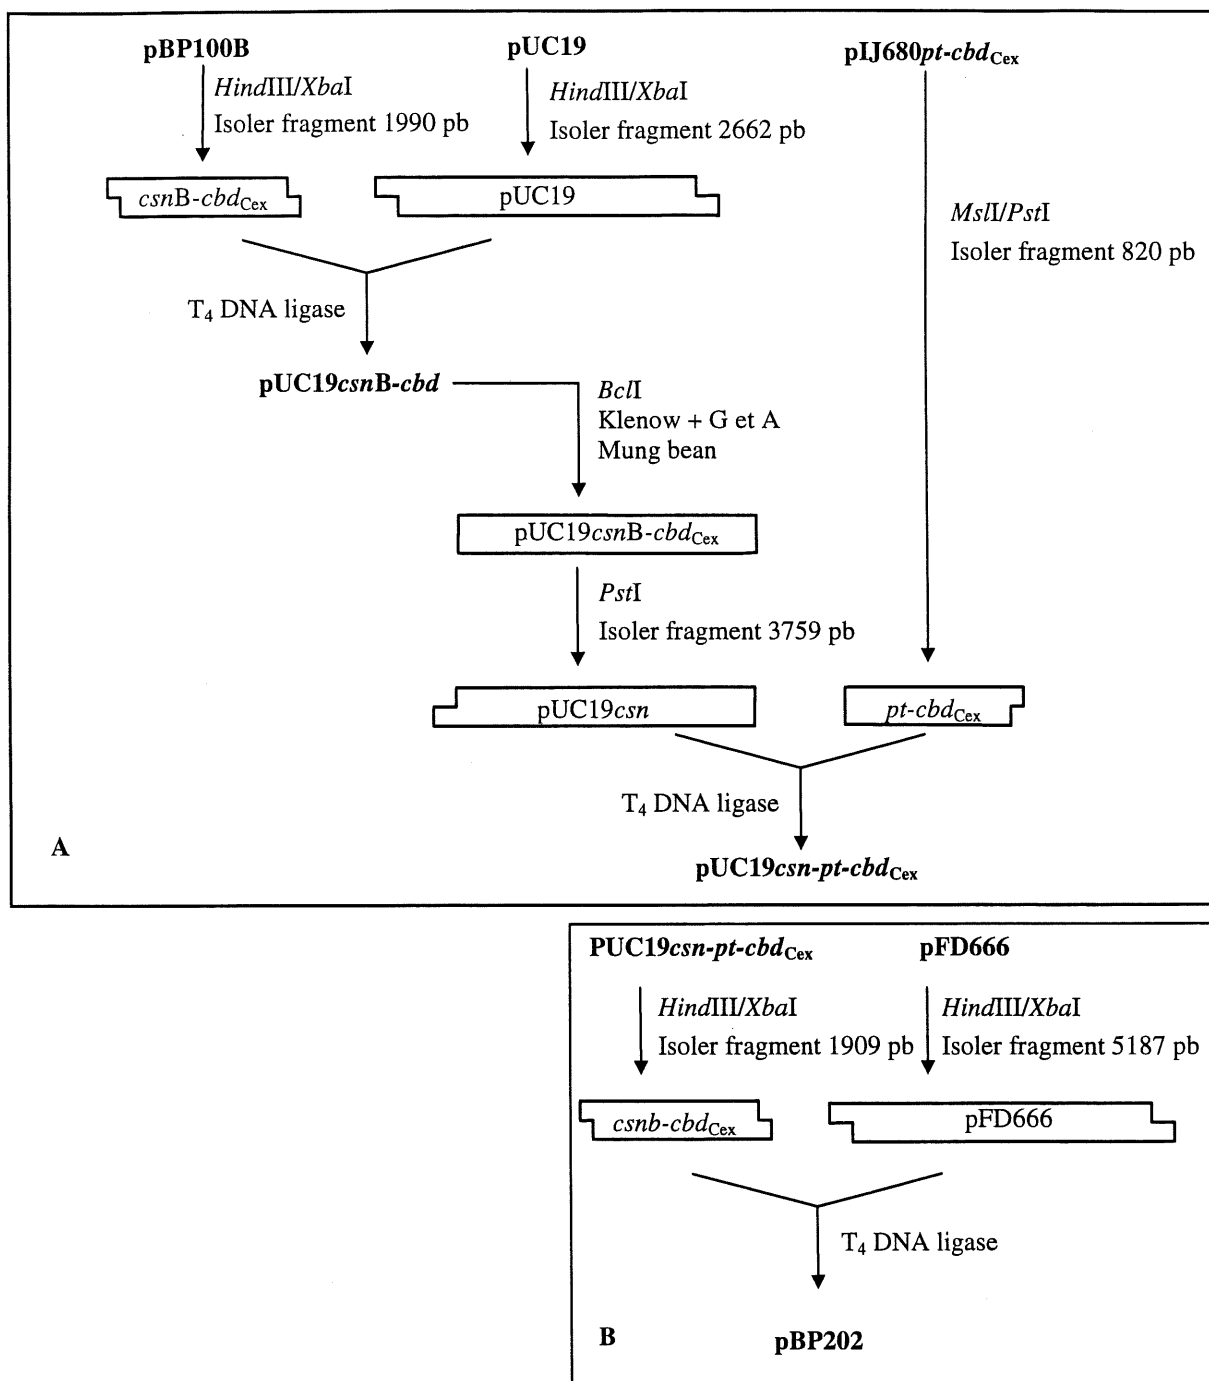 pBP100B
HindIII/XbaI
Isoler fragment 1990 pb
csnB-cbdCex
pUC19
HindIII/XbaI
Isoler fragment 2662 pb
pUC19
pIJ680pt-cbdCex
MslI/PstI
Isoler fragment 820 pb
T4 DNA ligase
pUC19csnB-cbd
BclI
Klenow + G et A
Mung bean
pUC19csnB-cbdCex
PstI
Isoler fragment 3759 pb
pUC19csn
pt-cbdCex
T4 DNA ligase
A
pUC19csn-pt-cbdCex
PUC19csn-pt-cbdCex
HindIII/XbaI
Isoler fragment 1909 pb
csnb-cbdCex
pFD666
HindIII/XbaI
Isoler fragment 5187 pb
pFD666
T4 DNA ligase
B
pBP202